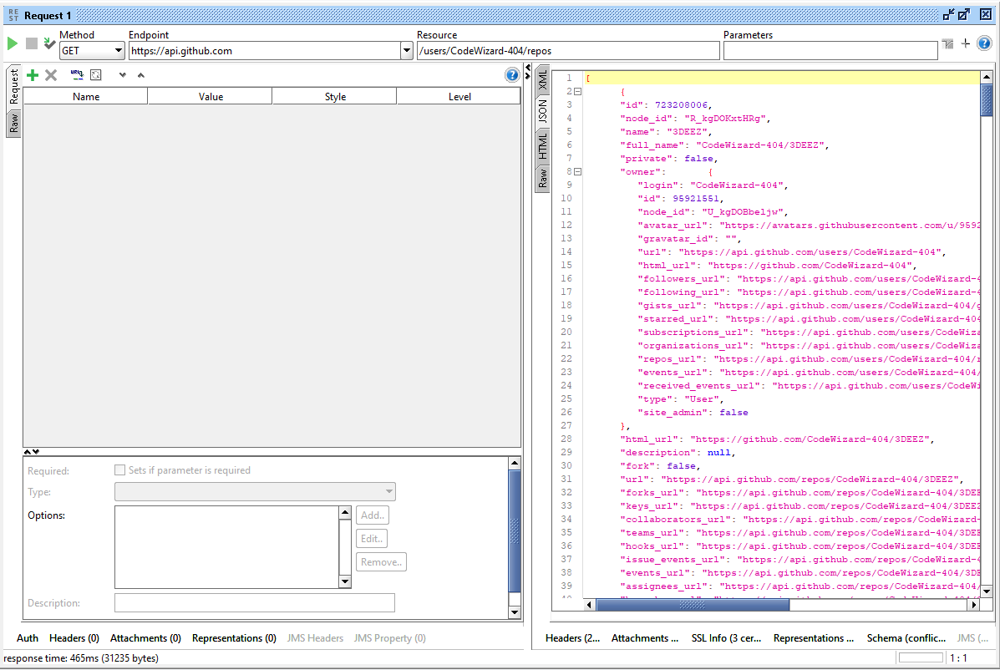 REST Request 1
Method Endpoint Resource Parameters
GET https://api.github.com /users/CodeWizard-404/repos
Request
Raw
Name Value Style Level
Required: Sets if parameter is required
Type:
Options:
Add..
Edit..
Remove..
Description:
Auth Headers (0) Attachments (0) Representations (0) JMS Headers JMS Property (0)
XML
JSON
HTML
Raw
1 [
2 {
3 "id": 723208006,
4 "node_id": "R_kgDOKxtHRg",
5 "name": "3DEEZ",
6 "full_name": "CodeWizard-404/3DEEZ",
7 "private": false,
8 "owner": {
9 "login": "CodeWizard-404",
10 "id": 95921551,
11 "node_id": "U_kgDOBbeljw",
12 "avatar_url": "https://avatars.githubusercontent.com/u/9592
13 "gravatar_id": "",
14 "url": "https://api.github.com/users/CodeWizard-404",
15 "html_url": "https://github.com/CodeWizard-404",
16 "followers_url": "https://api.github.com/users/CodeWizard-4
17 "following_url": "https://api.github.com/users/CodeWizard-4
18 "gists_url": "https://api.github.com/users/CodeWizard-404/g
19 "starred_url": "https://api.github.com/users/CodeWizard-404
20 "subscriptions_url": "https://api.github.com/users/CodeWiza
21 "organizations_url": "https://api.github.com/users/CodeWiza
22 "repos_url": "https://api.github.com/users/CodeWizard-404/r
23 "events_url": "https://api.github.com/users/CodeWizard-404/
24 "received_events_url": "https://api.github.com/users/CodeWi
25 "type": "User",
26 "site_admin": false
27 },
28 "html_url": "https://github.com/CodeWizard-404/3DEEZ",
29 "description": null,
30 "fork": false,
31 "url": "https://api.github.com/repos/CodeWizard-404/3DEEZ",
32 "forks_url": "https://api.github.com/repos/CodeWizard-404/3DEE
33 "keys_url": "https://api.github.com/repos/CodeWizard-404/3DEEZ
34 "collaborators_url": "https://api.github.com/repos/CodeWizard-
35 "teams_url": "https://api.github.com/repos/CodeWizard-404/3DEE
36 "hooks_url": "https://api.github.com/repos/CodeWizard-404/3DEE
37 "issue_events_url": "https://api.github.com/repos/CodeWizard-4
38 "events_url": "https://api.github.com/repos/CodeWizard-404/3DE
39 "assignees_url": "https://api.github.com/repos/CodeWizard-404/
Headers (2... Attachments ... SSL Info (3 cer... Representations ... Schema (conflic... JMS (...
response time: 465ms (31235 bytes) 1 : 1